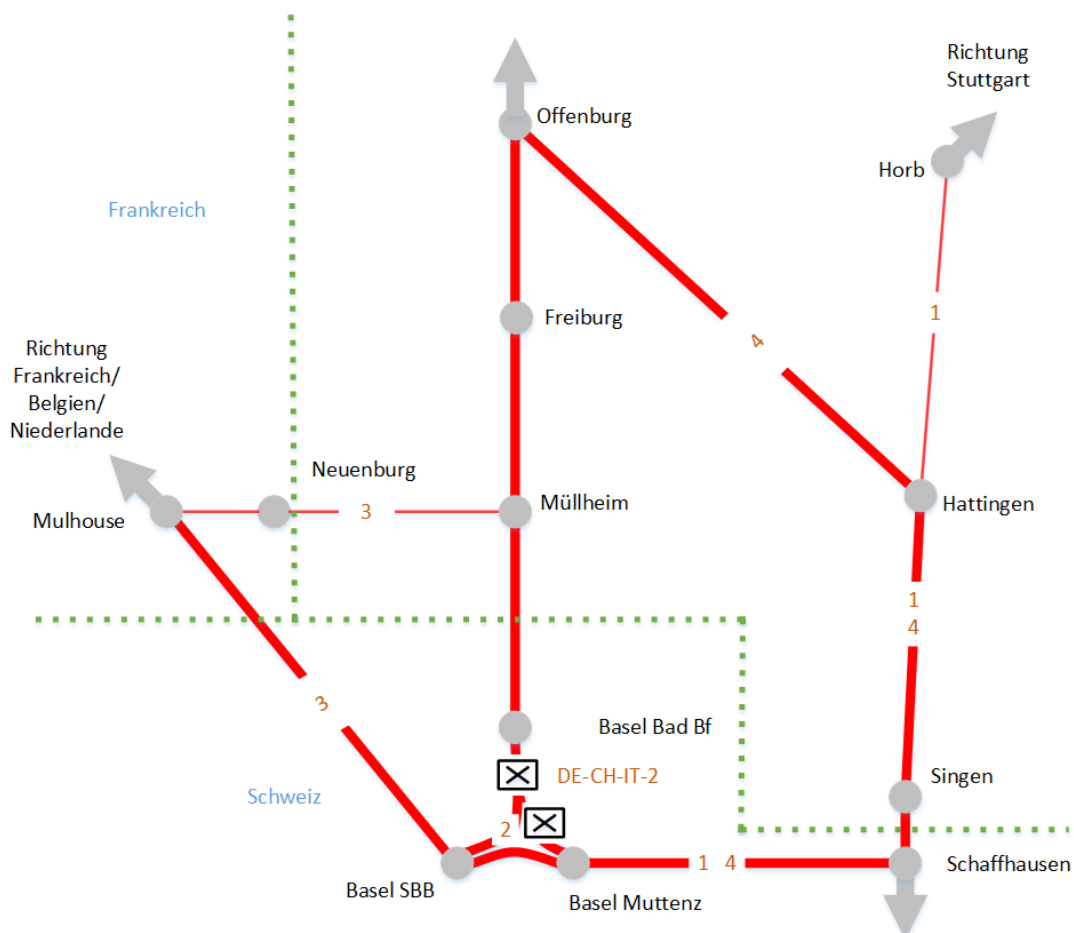 Richtung
Stuttgart
Offenburg
Horb
Frankreich
1
Freiburg
4
Richtung
Frankreich/
Belgien/
Niederlande
Neuenburg
Mulhouse
3
Müllheim
Hattingen
1
4
3
Basel Bad Bf
DE-CH-IT-2
Schweiz
Singen
2
Basel SBB
Basel Muttenz
1 4
Schaffhausen